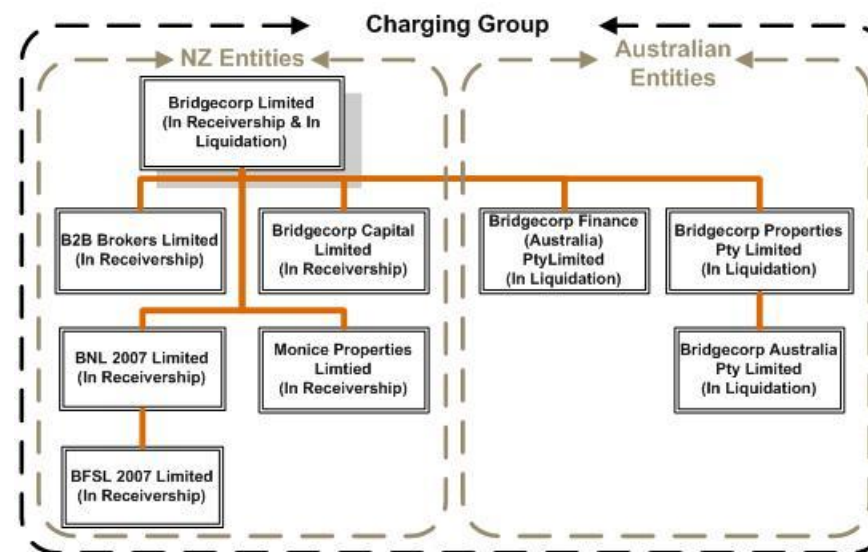 Charging Group
NZ Entities
Australian
Entities
Bridgecorp Limited
(In Receivership & In
Liquidation)
B2B Brokers Limited
(In Receivership)
Bridgecorp Capital
Limited
(In Receivership)
Bridgecorp Finance
(Australia)
PtyLimited
(In Liquidation)
Bridgecorp Properties
Pty Limited
(In Liquidation)
BNL 2007 Limited
(In Receivership)
Monice Properties
Limtied
(In Receivership)
Bridgecorp Australia
Pty Limited
(In Liquidation)
BFSL 2007 Limited
(In Receivership)